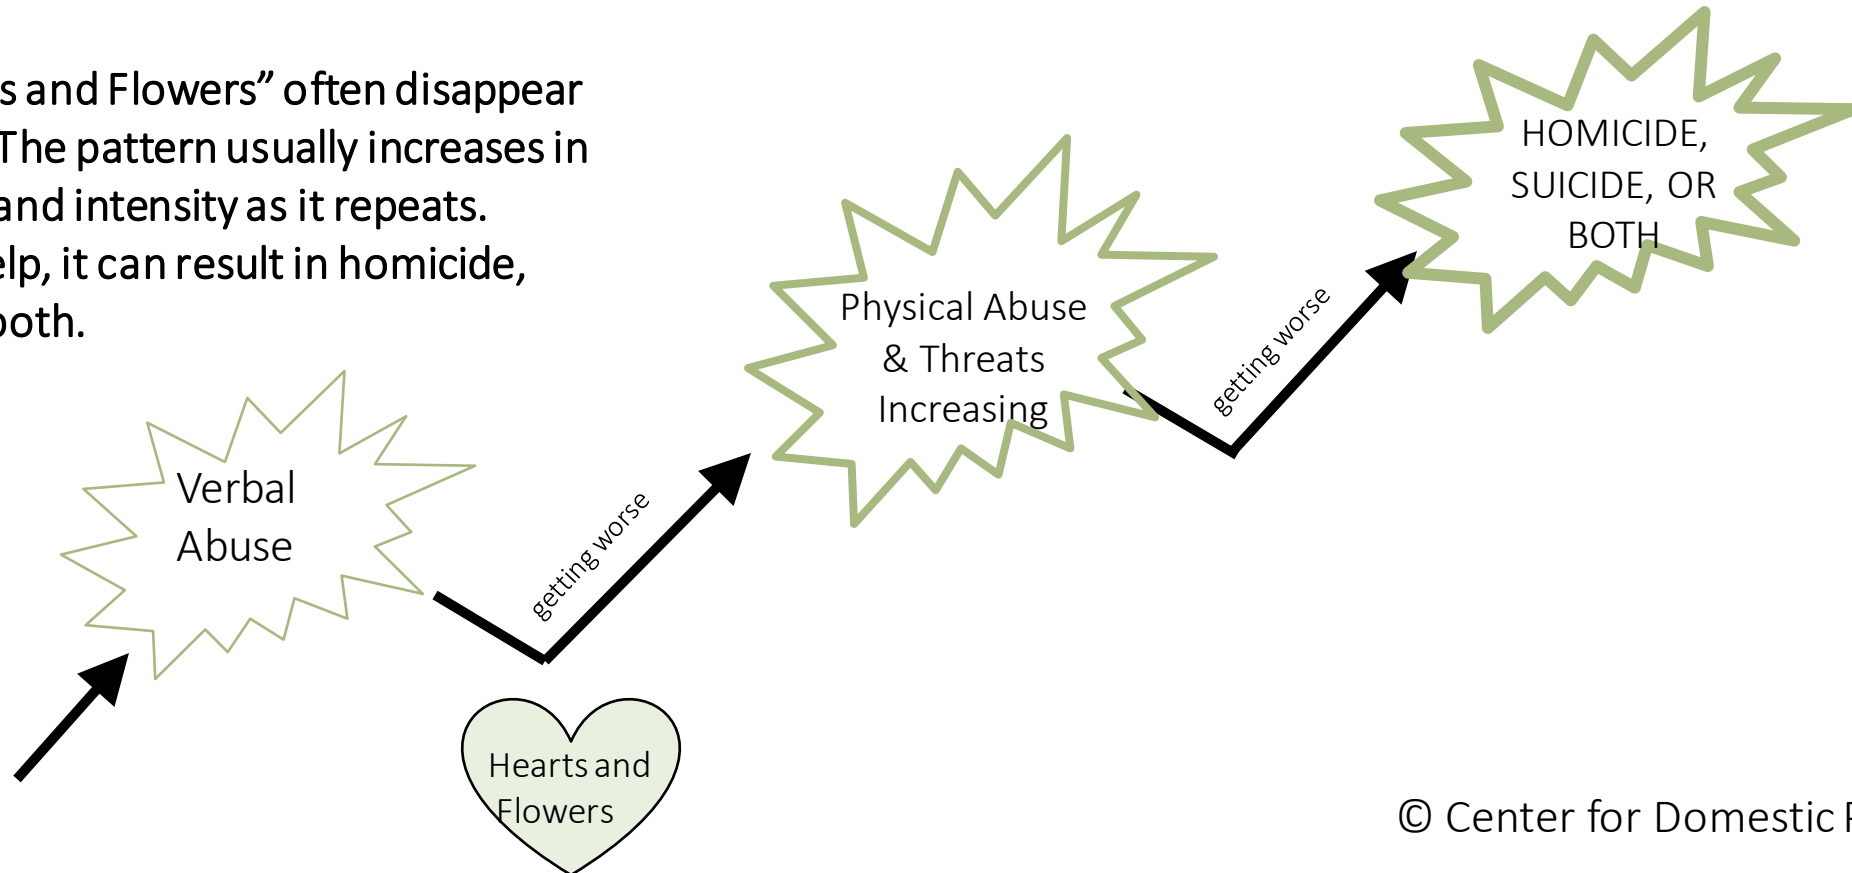 s and Flowers” often disappear
The pattern usually increases in
and intensity as it repeats.
elp, it can result in homicide,
both.
HOMICIDE,
SUICIDE, OR
BOTH
getting worse
Physical Abuse
& Threats
Increasing
getting worse
Verbal
Abuse
Hearts and
Flowers
© Center for Domestic P